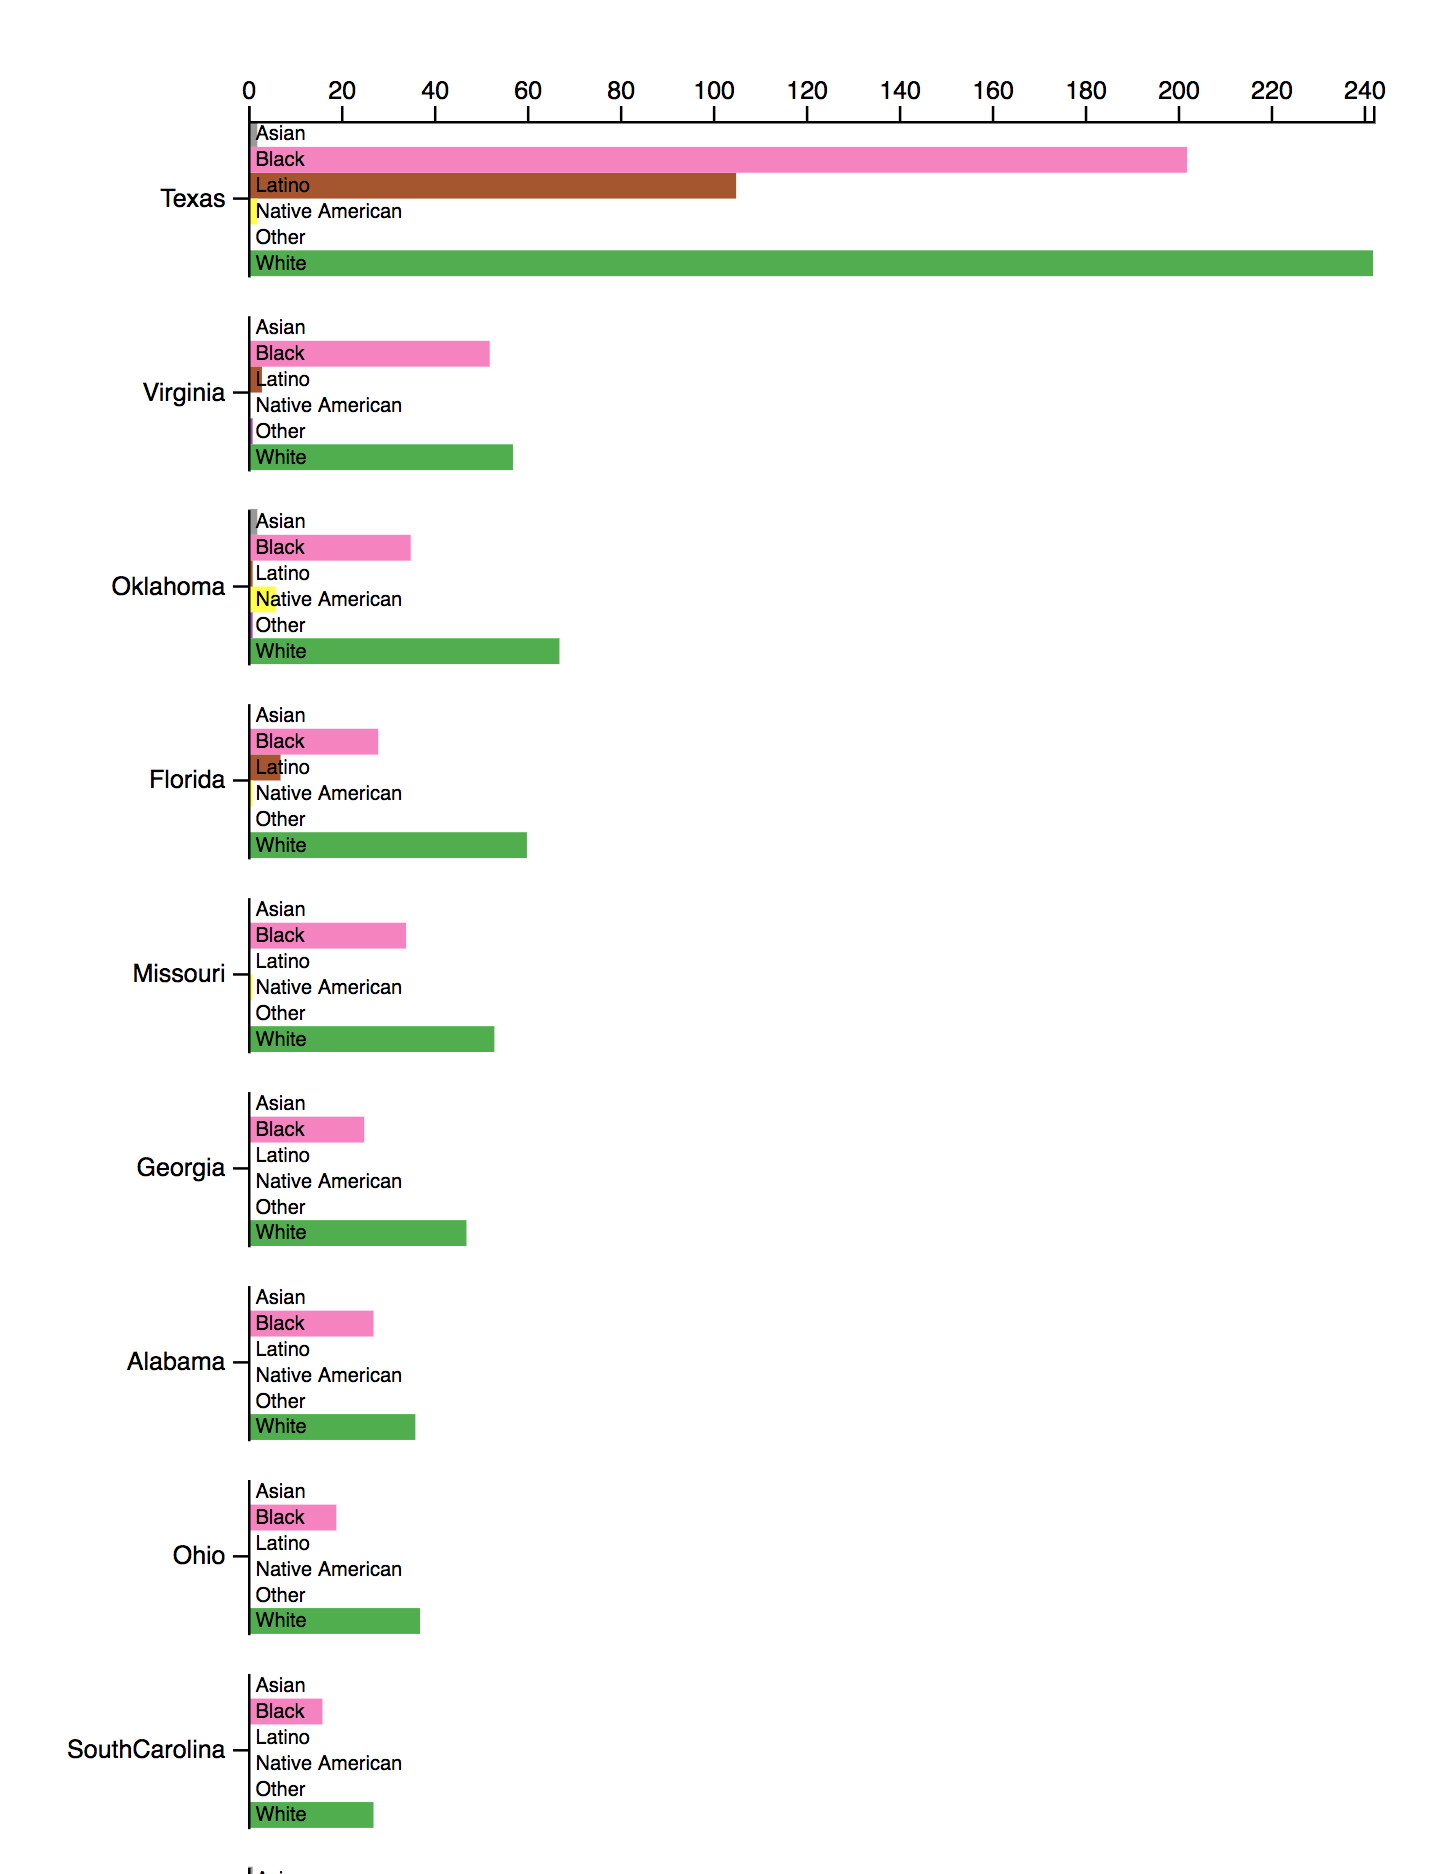 0 20 40 60 80 100 120 140 160 180 200 220 240
Texas
Asian
Black
Latino
Native American
Other
White
Virginia
Asian
Black
Latino
Native American
Other
White
Oklahoma
Asian
Black
Latino
Native American
Other
White
Florida
Asian
Black
Latino
Native American
Other
White
Missouri
Asian
Black
Latino
Native American
Other
White
Georgia
Asian
Black
Latino
Native American
Other
White
Alabama
Asian
Black
Latino
Native American
Other
White
Ohio
Asian
Black
Latino
Native American
Other
White
SouthCarolina
Asian
Black
Latino
Native American
Other
White